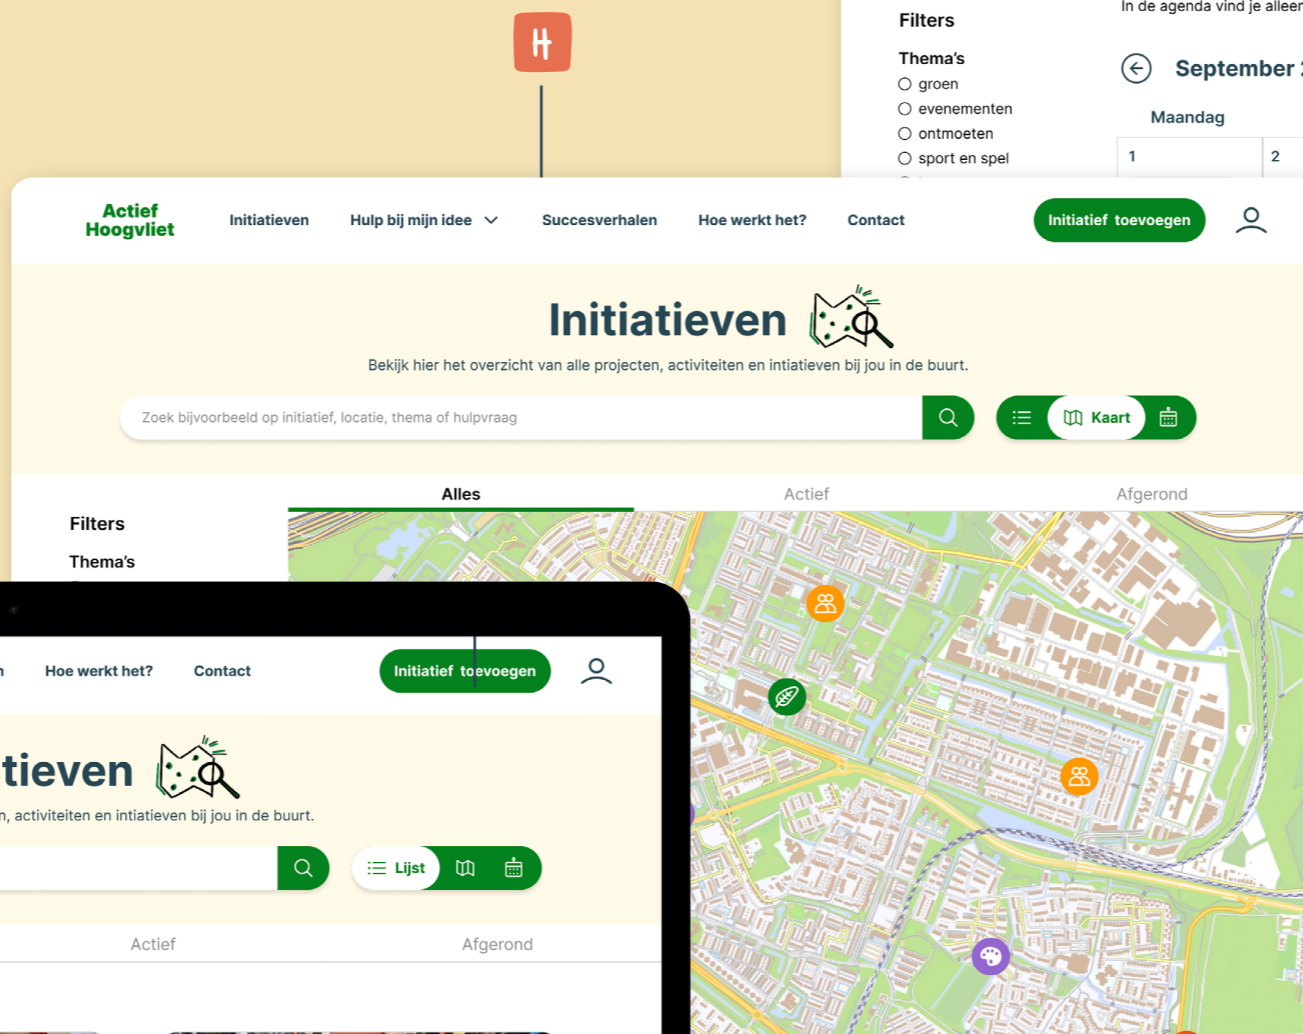 H
In de agenda vind je alleen
Filters
Thema's
groen
evenementen
ontmoeten
sport en spel
September
Maandag
1
2
Actief
Hoogvliet
Initiatieven
Hulp bij mijn idee
Succesverhalen
Hoe werkt het?
Contact
Initiatief toevoegen
Initiatieven
Bekijk hier het overzicht van alle projecten, activiteiten en intiatieven bij jou in de buurt.
Zoek bijvoorbeeld op initiatief, locatie, thema of hulpvraag
Kaart
Alles
Actief
Afgerond
Filters
Thema's
n
Hoe werkt het?
Contact
Initiatief toevoegen
tieven
n, activiteiten en intiatieven bij jou in de buurt.
Lijst
Actief
Afgerond